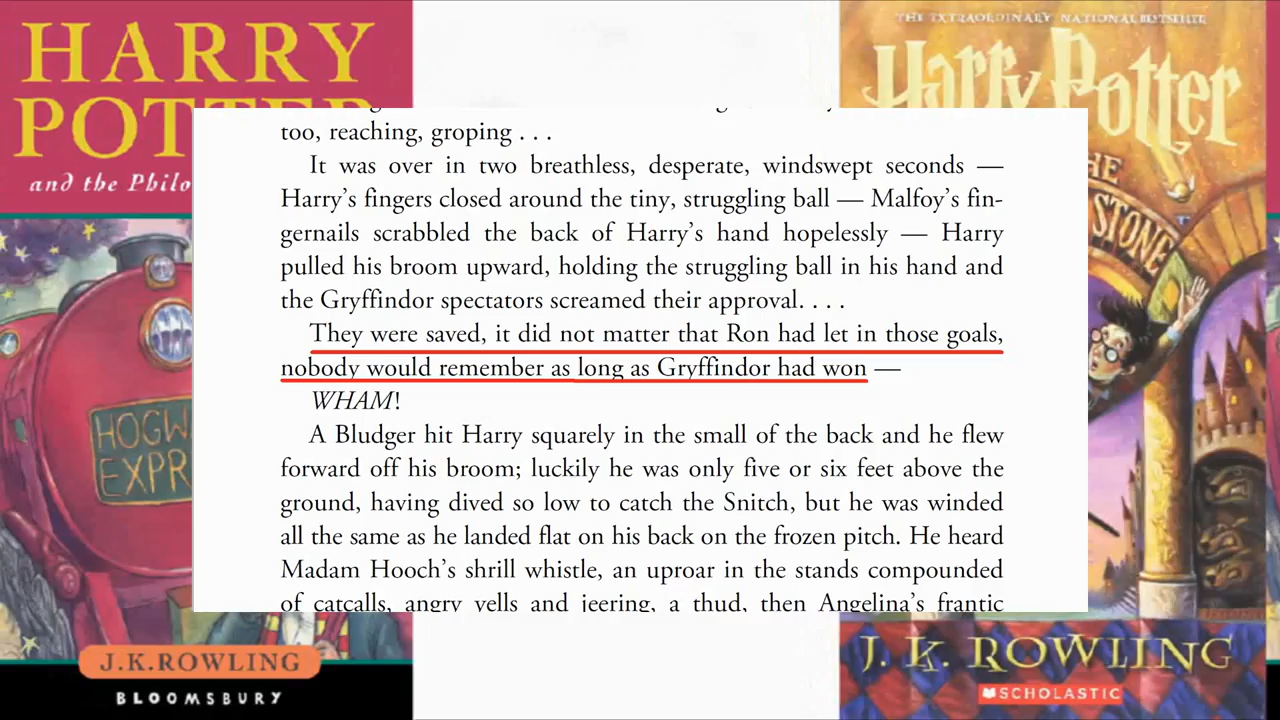 HARRY
POTTER
and the Philo
HOGW
EXPR
J.K.ROWLING
BLOOMSBURY
too, reaching, groping . . .
It was over in two breathless, desperate, windswept seconds —
Harry’s fingers closed around the tiny, struggling ball — Malfoy’s fin-
gernails scrabbled the back of Harry’s hand hopelessly — Harry
pulled his broom upward, holding the struggling ball in his hand and
the Gryffindor spectators screamed their approval. . . .
They were saved, it did not matter that Ron had let in those goals,
nobody would remember as long as Gryffindor had won —
WHAM!
A Bludger hit Harry squarely in the small of the back and he flew
forward off his broom; luckily he was only five or six feet above the
ground, having dived so low to catch the Snitch, but he was winded
all the same as he landed flat on his back on the frozen pitch. He heard
Madam Hooch’s shrill whistle, an uproar in the stands compounded
of catcalls, angry yells and jeering, a thud, then Angelina’s frantic
THE EXTRAORDINARY NATIONAL BESTSELLER
Harry Potter
HE
STONE
J. K. ROWLING
SCHOLASTIC